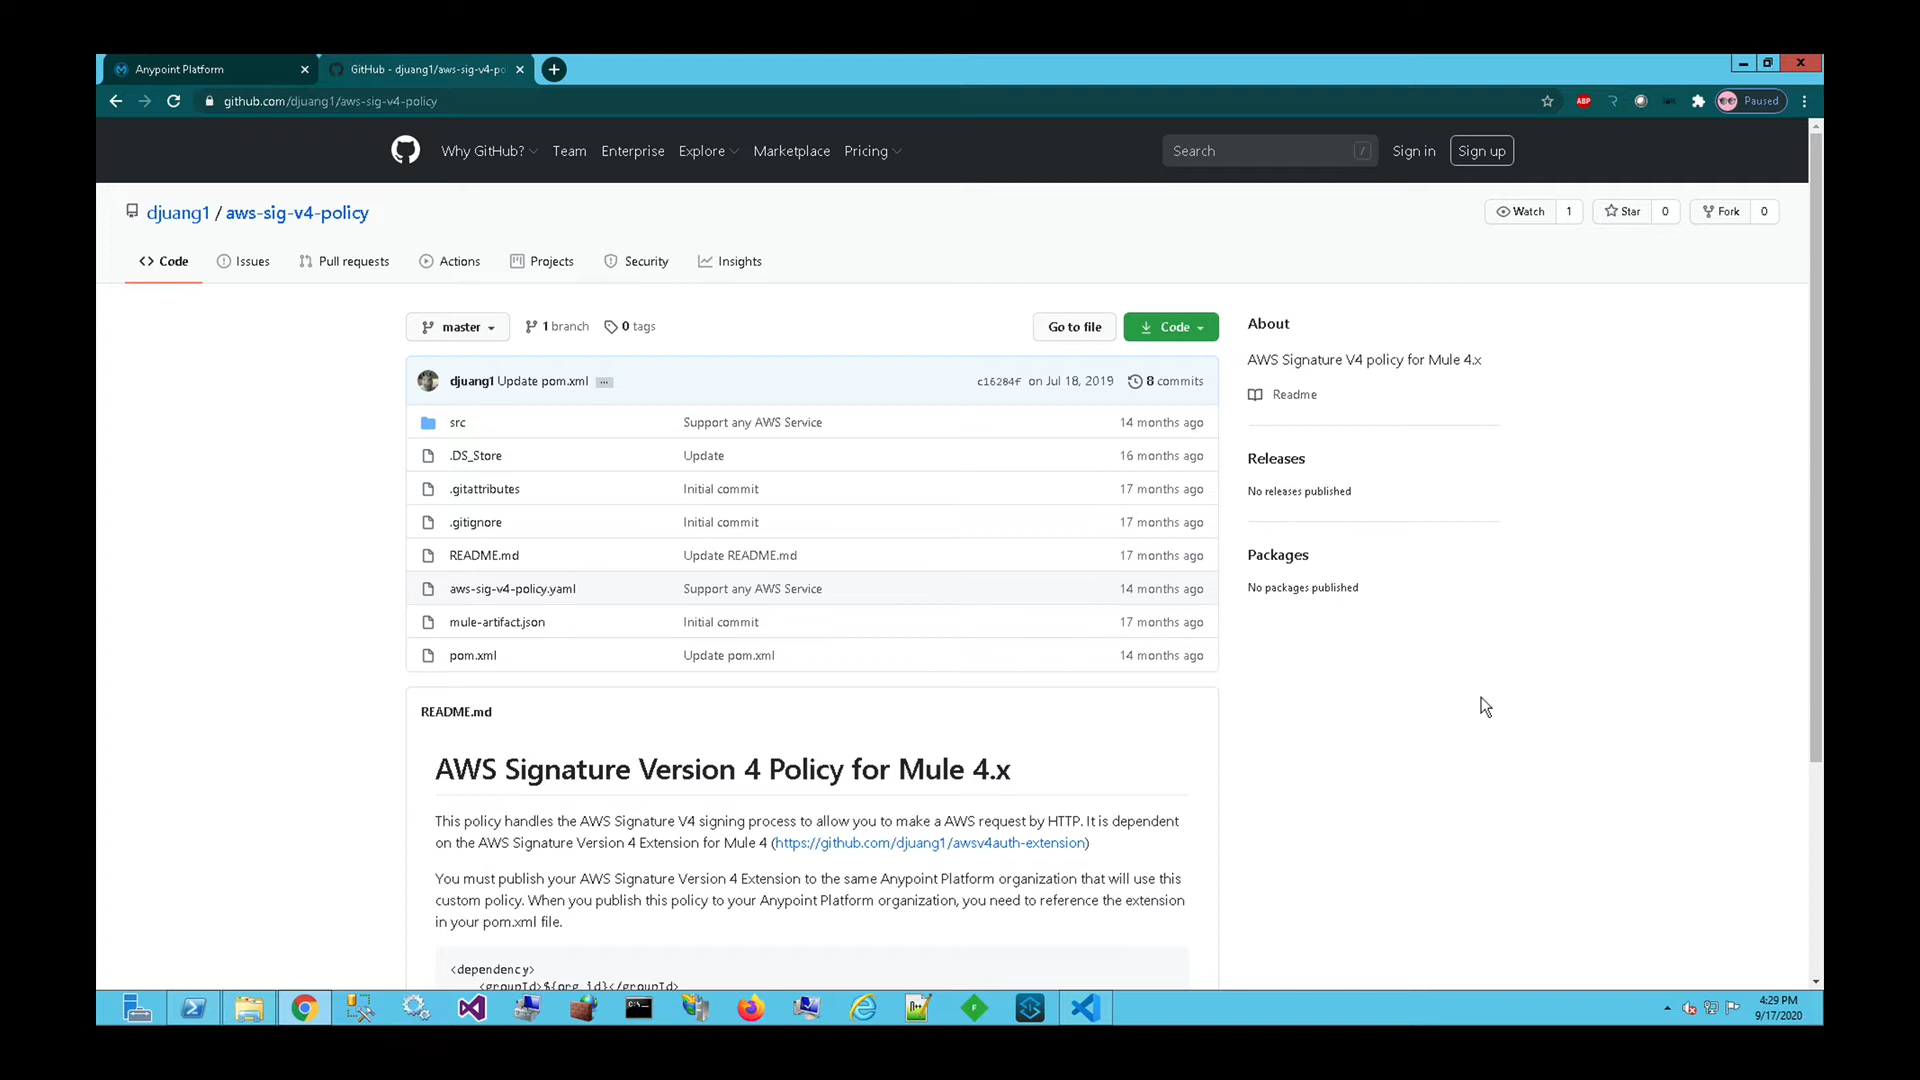 Anypoint Platform
GitHub - djuang1/aws-sig-v4-po
github.com/djuang1/aws-sig-v4-policy
ABP
Paused
Why GitHub? Team Enterprise Explore Marketplace Pricing
Search /
Sign in Sign up
djuang1 / aws-sig-v4-policy
Watch 1 Star 0 Fork 0
Code Issues Pull requests Actions Projects Security Insights
master 1 branch 0 tags
Go to file Code
djuang1 Update pom.xml ... c16284f on Jul 18, 2019 8 commits
src Support any AWS Service 14 months ago
.DS_Store Update 16 months ago
.gitattributes Initial commit 17 months ago
.gitignore Initial commit 17 months ago
README.md Update README.md 17 months ago
aws-sig-v4-policy.yaml Support any AWS Service 14 months ago
mule-artifact.json Initial commit 17 months ago
pom.xml Update pom.xml 14 months ago
About
AWS Signature V4 policy for Mule 4.x
Readme
Releases
No releases published
Packages
No packages published
README.md
AWS Signature Version 4 Policy for Mule 4.x
This policy handles the AWS Signature V4 signing process to allow you to make a AWS request by HTTP. It is dependent
on the AWS Signature Version 4 Extension for Mule 4 (https://github.com/djuang1/awsv4auth-extension)
You must publish your AWS Signature Version 4 Extension to the same Anypoint Platform organization that will use this
custom policy. When you publish this policy to your Anypoint Platform organization, you need to reference the extension
in your pom.xml file.
<dependency>
<groupId>${org_id}</groupId>
4:29 PM
9/17/2020